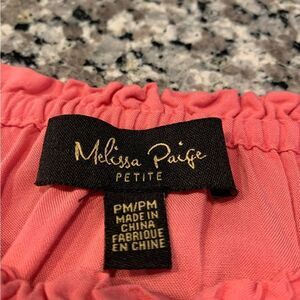 Melissa Paige
PETITE
PM/PM
MADE IN
CHINA
FABRIQUE
EN CHINE